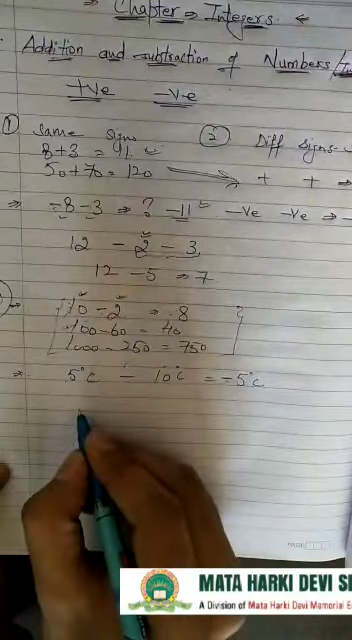 ⇒ Chapter ⇒ Integers. ←
Addition and subtraction of Numbers/
+ve -ve
① Same Signs
8+3 = 11
50+70 = 120
② Diff Signs
+ + →
⇒ -8-3 ⇒ ? -11 -ve -ve ⇒ -
12 - 2 - 3
12 - 5 ⇒ 7
10 - 2 ⇒ 8
100-60 = 40
1000-250 = 750
5°C - 10°C = -5°C
PAGE
MATA HARKI DEVI S
A Division of Mata Harki Devi Memorial E